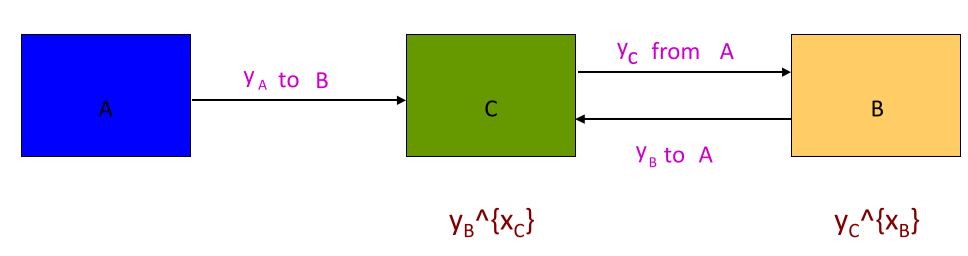 y_A to B
y_C from A
A
C
B
y_B to A
y_B^{x_C}
y_C^{x_B}